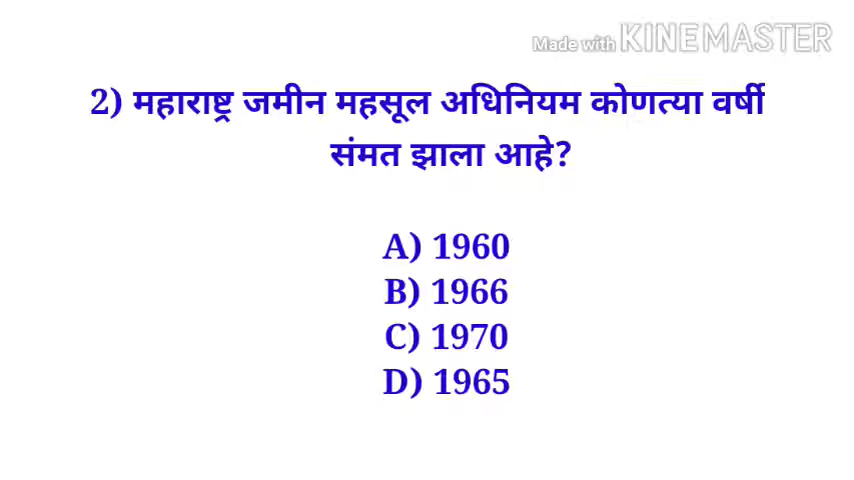 Made with KINEMASTER
2) महाराष्ट्र जमीन महसूल अधिनियम कोणत्या वर्षी
संमत झाला आहे?
A) 1960
B) 1966
C) 1970
D) 1965